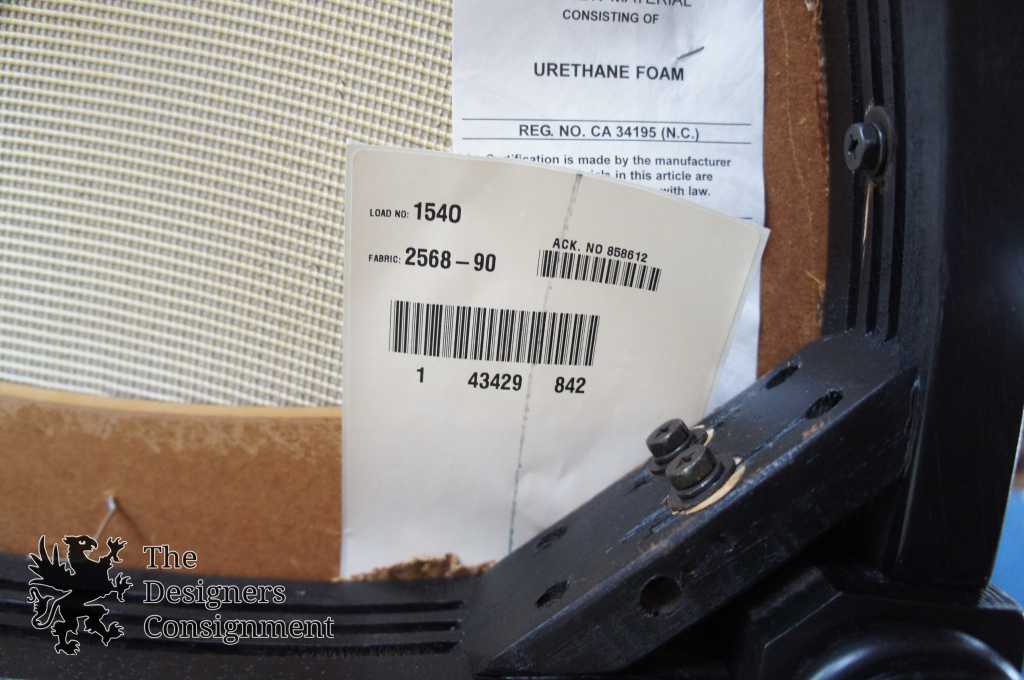 MATERIAL
CONSISTING OF
URETHANE FOAM
REG. NO. CA 34195 (N.C.)
Certification is made by the manufacturer
in this article are
with law.
LOAD NO: 1540
ACK. NO 858612
FABRIC: 2568-90
1 43429 842
The
Designers
Consignment